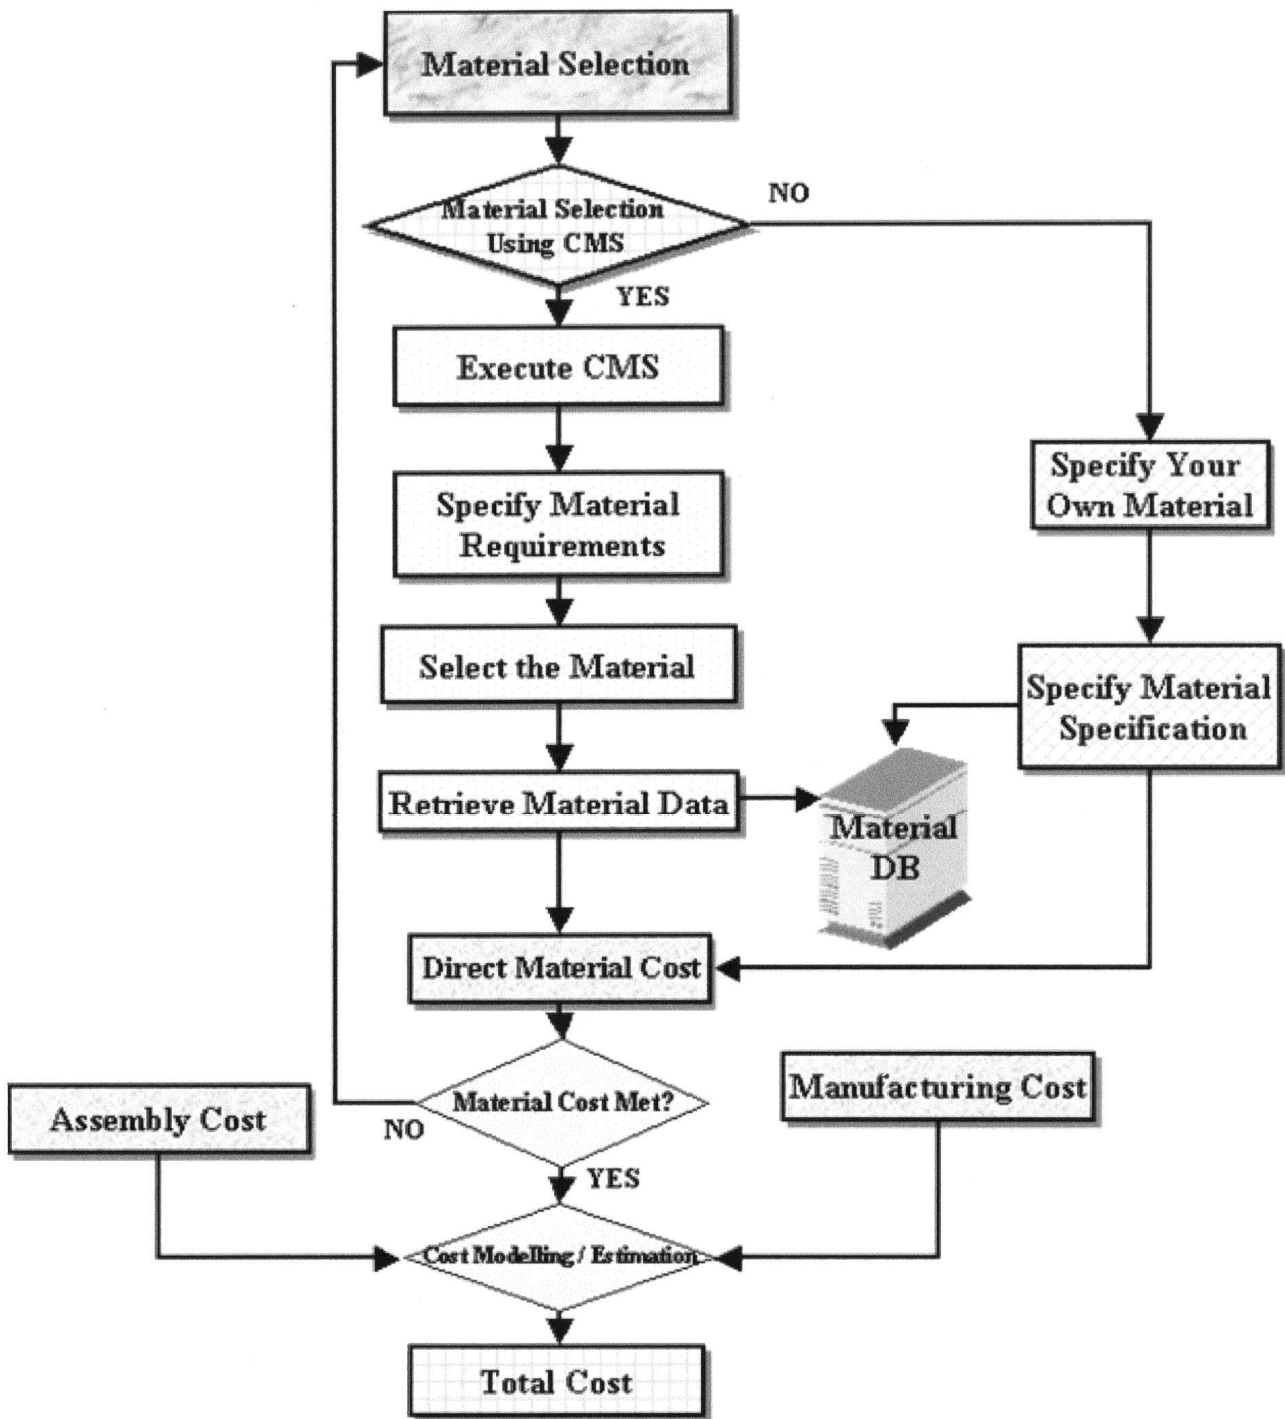 Material Selection
Material Selection
Using CMS
NO
YES
Execute CMS
Specify Your
Own Material
Specify Material
Requirements
Select the Material
Specify Material
Specification
Retrieve Material Data
Material
DB
Direct Material Cost
Manufacturing Cost
Material Cost Met?
Assembly Cost
NO
YES
Cost Modelling / Estimation
Total Cost